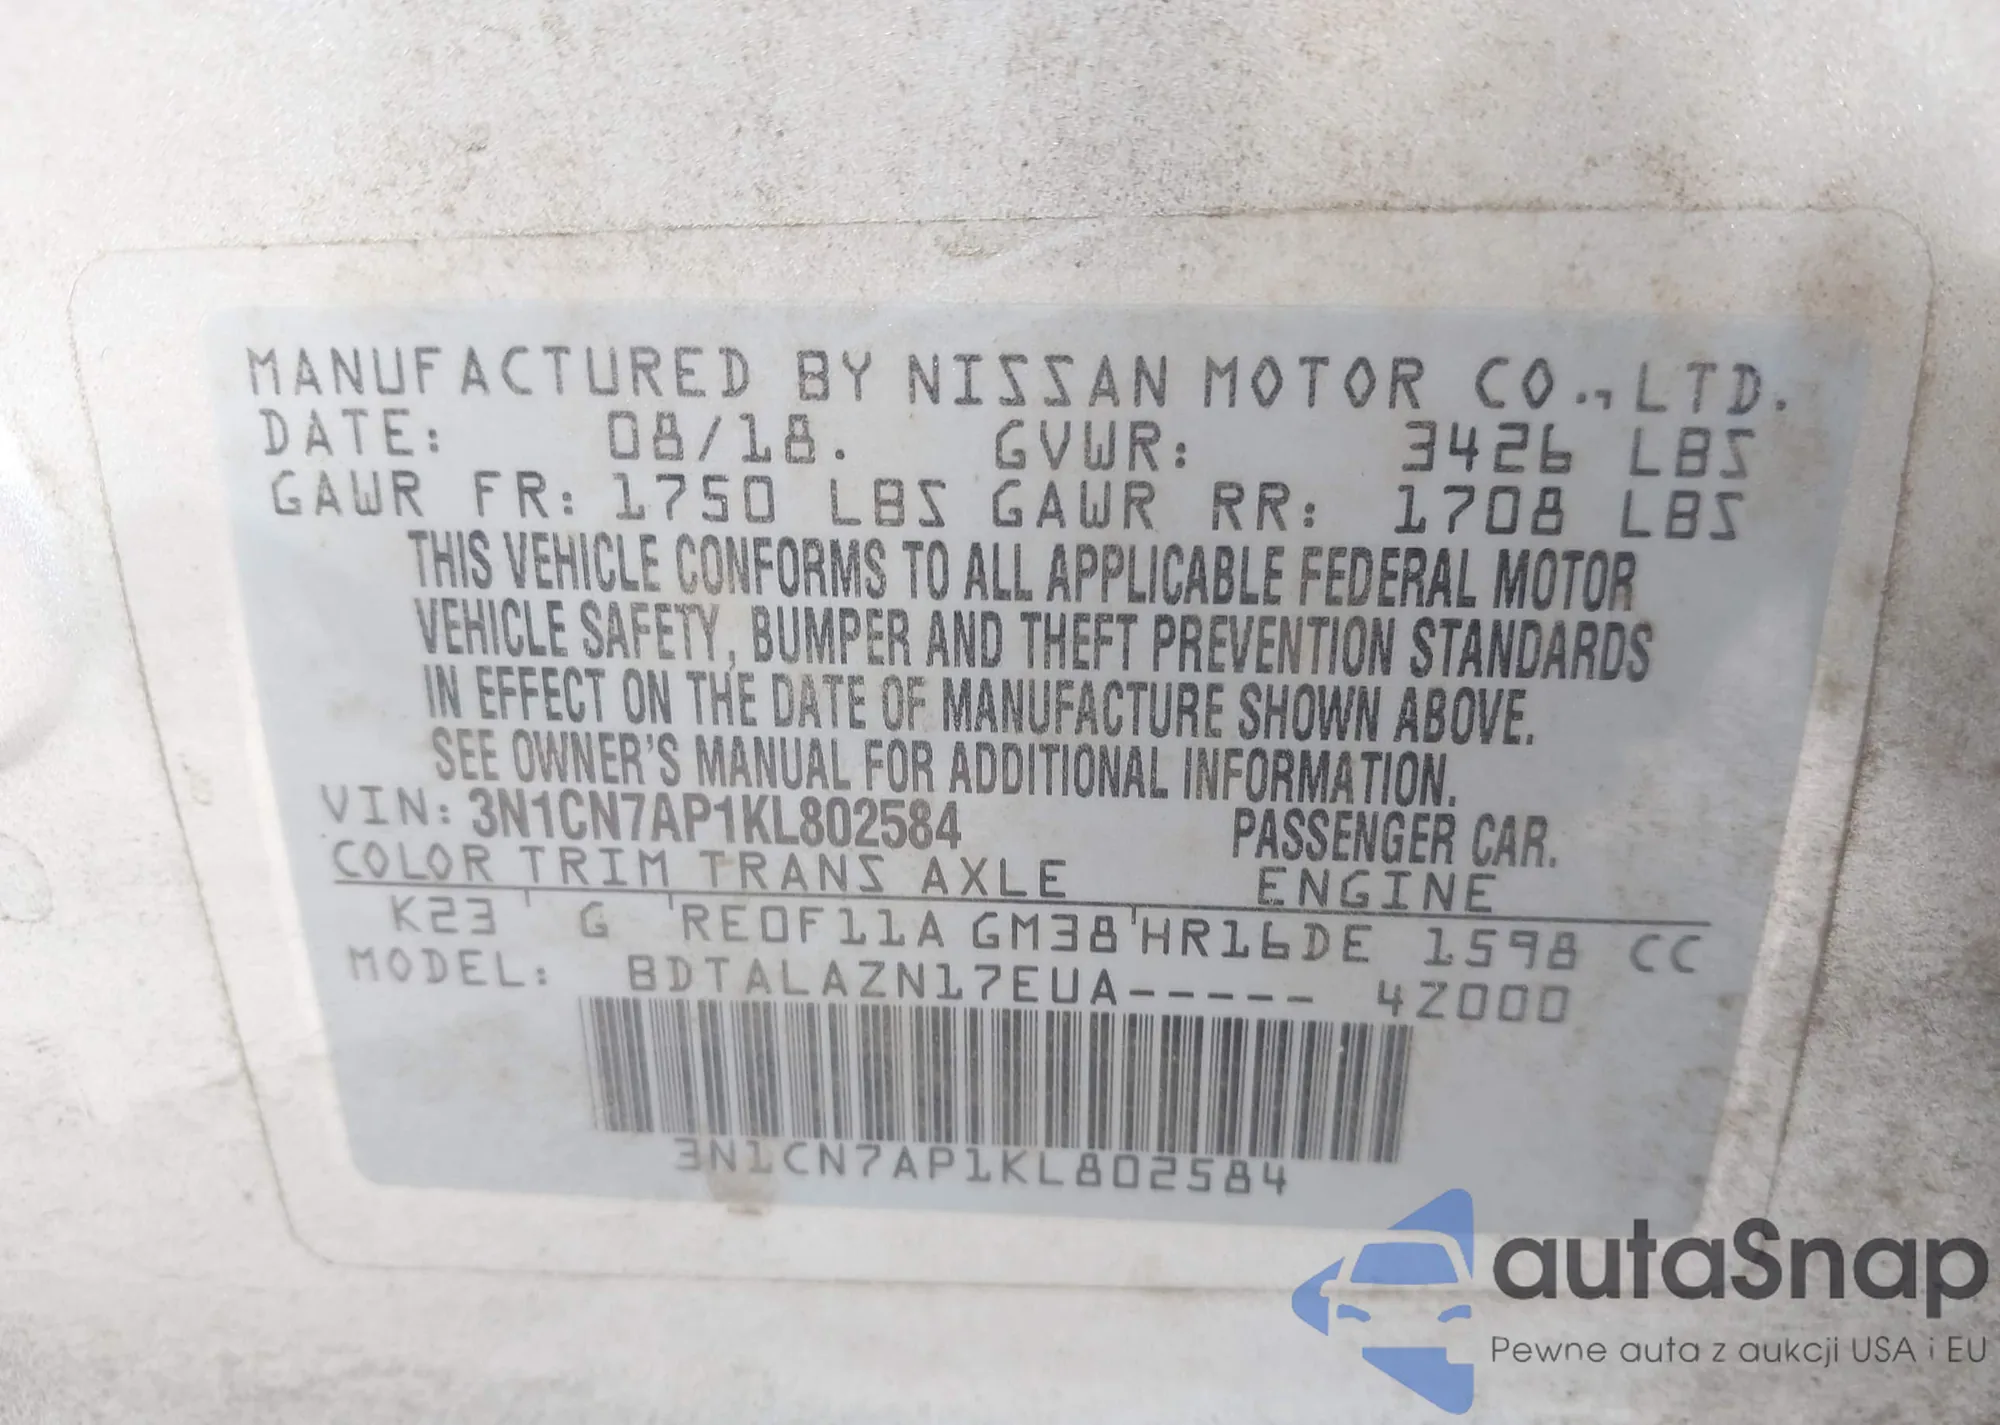 MANUFACTURED BY NISSAN MOTOR CO., LTD.
DATE: 08/18. GVWR: 3426 LBS
GAWR FR: 1750 LBS GAWR RR: 1708 LBS
THIS VEHICLE CONFORMS TO ALL APPLICABLE FEDERAL MOTOR
VEHICLE SAFETY, BUMPER AND THEFT PREVENTION STANDARDS
IN EFFECT ON THE DATE OF MANUFACTURE SHOWN ABOVE.
SEE OWNER'S MANUAL FOR ADDITIONAL INFORMATION.
VIN: 3N1CN7AP1KL802584 PASSENGER CAR.
COLOR TRIM TRANS AXLE ENGINE
K23 G RE0F11A GM38 HR16DE 1598 CC
MODEL: BDTALAZN17EUA----- 4Z000
3N1CN7AP1KL802584
autaSnap
Pewne auta z aukcji USA i EU